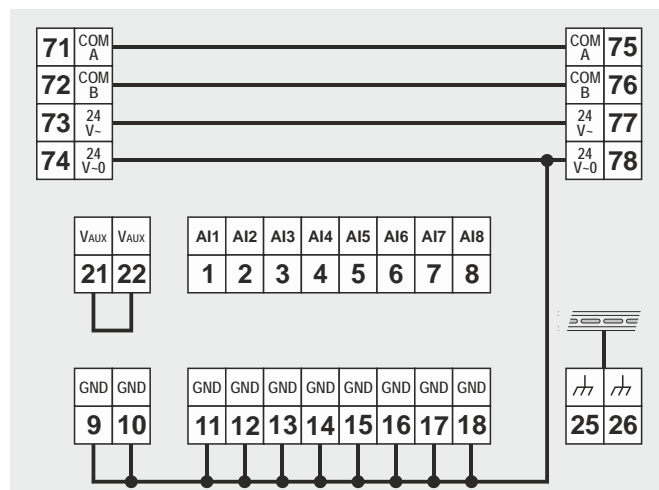 71 COM A COM A 75
72 COM B COM B 76
73 24 V~ 24 V~ 77
74 24 V~0 24 V~0 78
VAUX VAUX AI1 AI2 AI3 AI4 AI5 AI6 AI7 AI8
21 22 1 2 3 4 5 6 7 8
GND GND GND GND GND GND GND GND GND GND
9 10 11 12 13 14 15 16 17 18 25 26